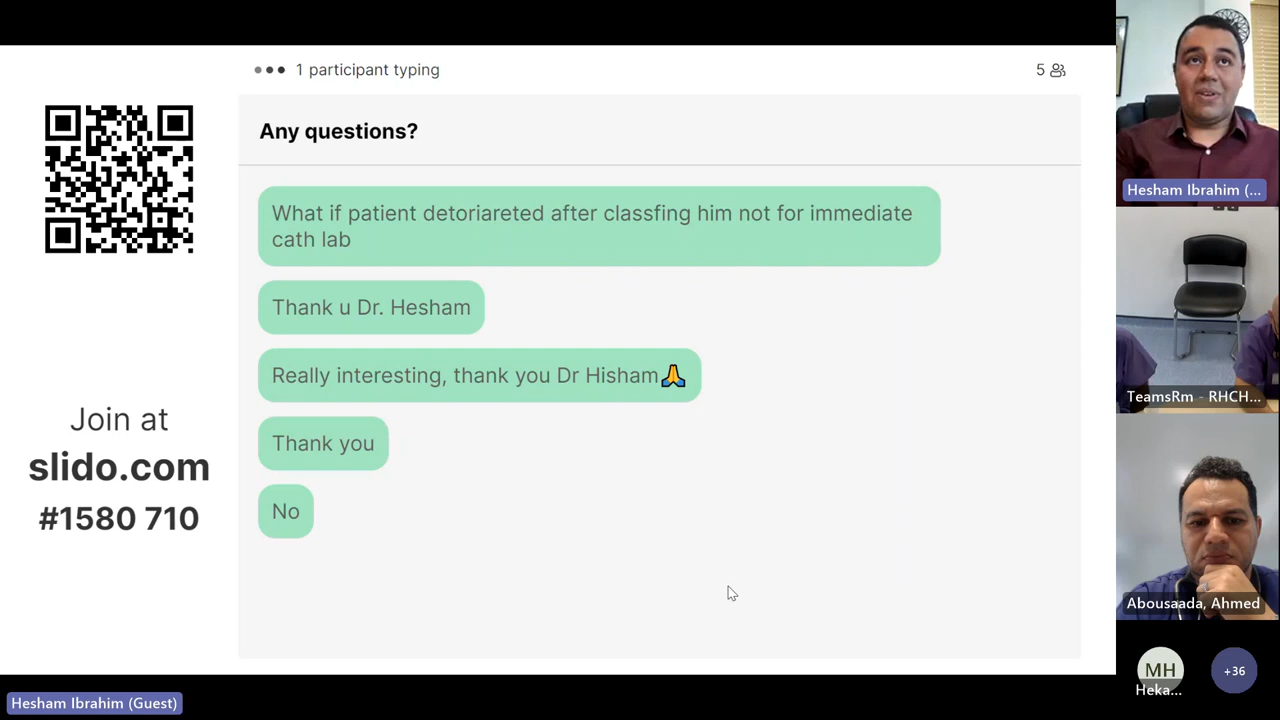 1 participant typing
5
Any questions?
What if patient detoriareted after classfing him not for immediate
cath lab
Thank u Dr. Hesham
Really interesting, thank you Dr Hisham🙏
Thank you
No
Join at
slido.com
#1580 710
Hesham Ibrahim (...
TeamsRm - RHCH...
Abousaada, Ahmed
MH
Heka...
+36
Hesham Ibrahim (Guest)